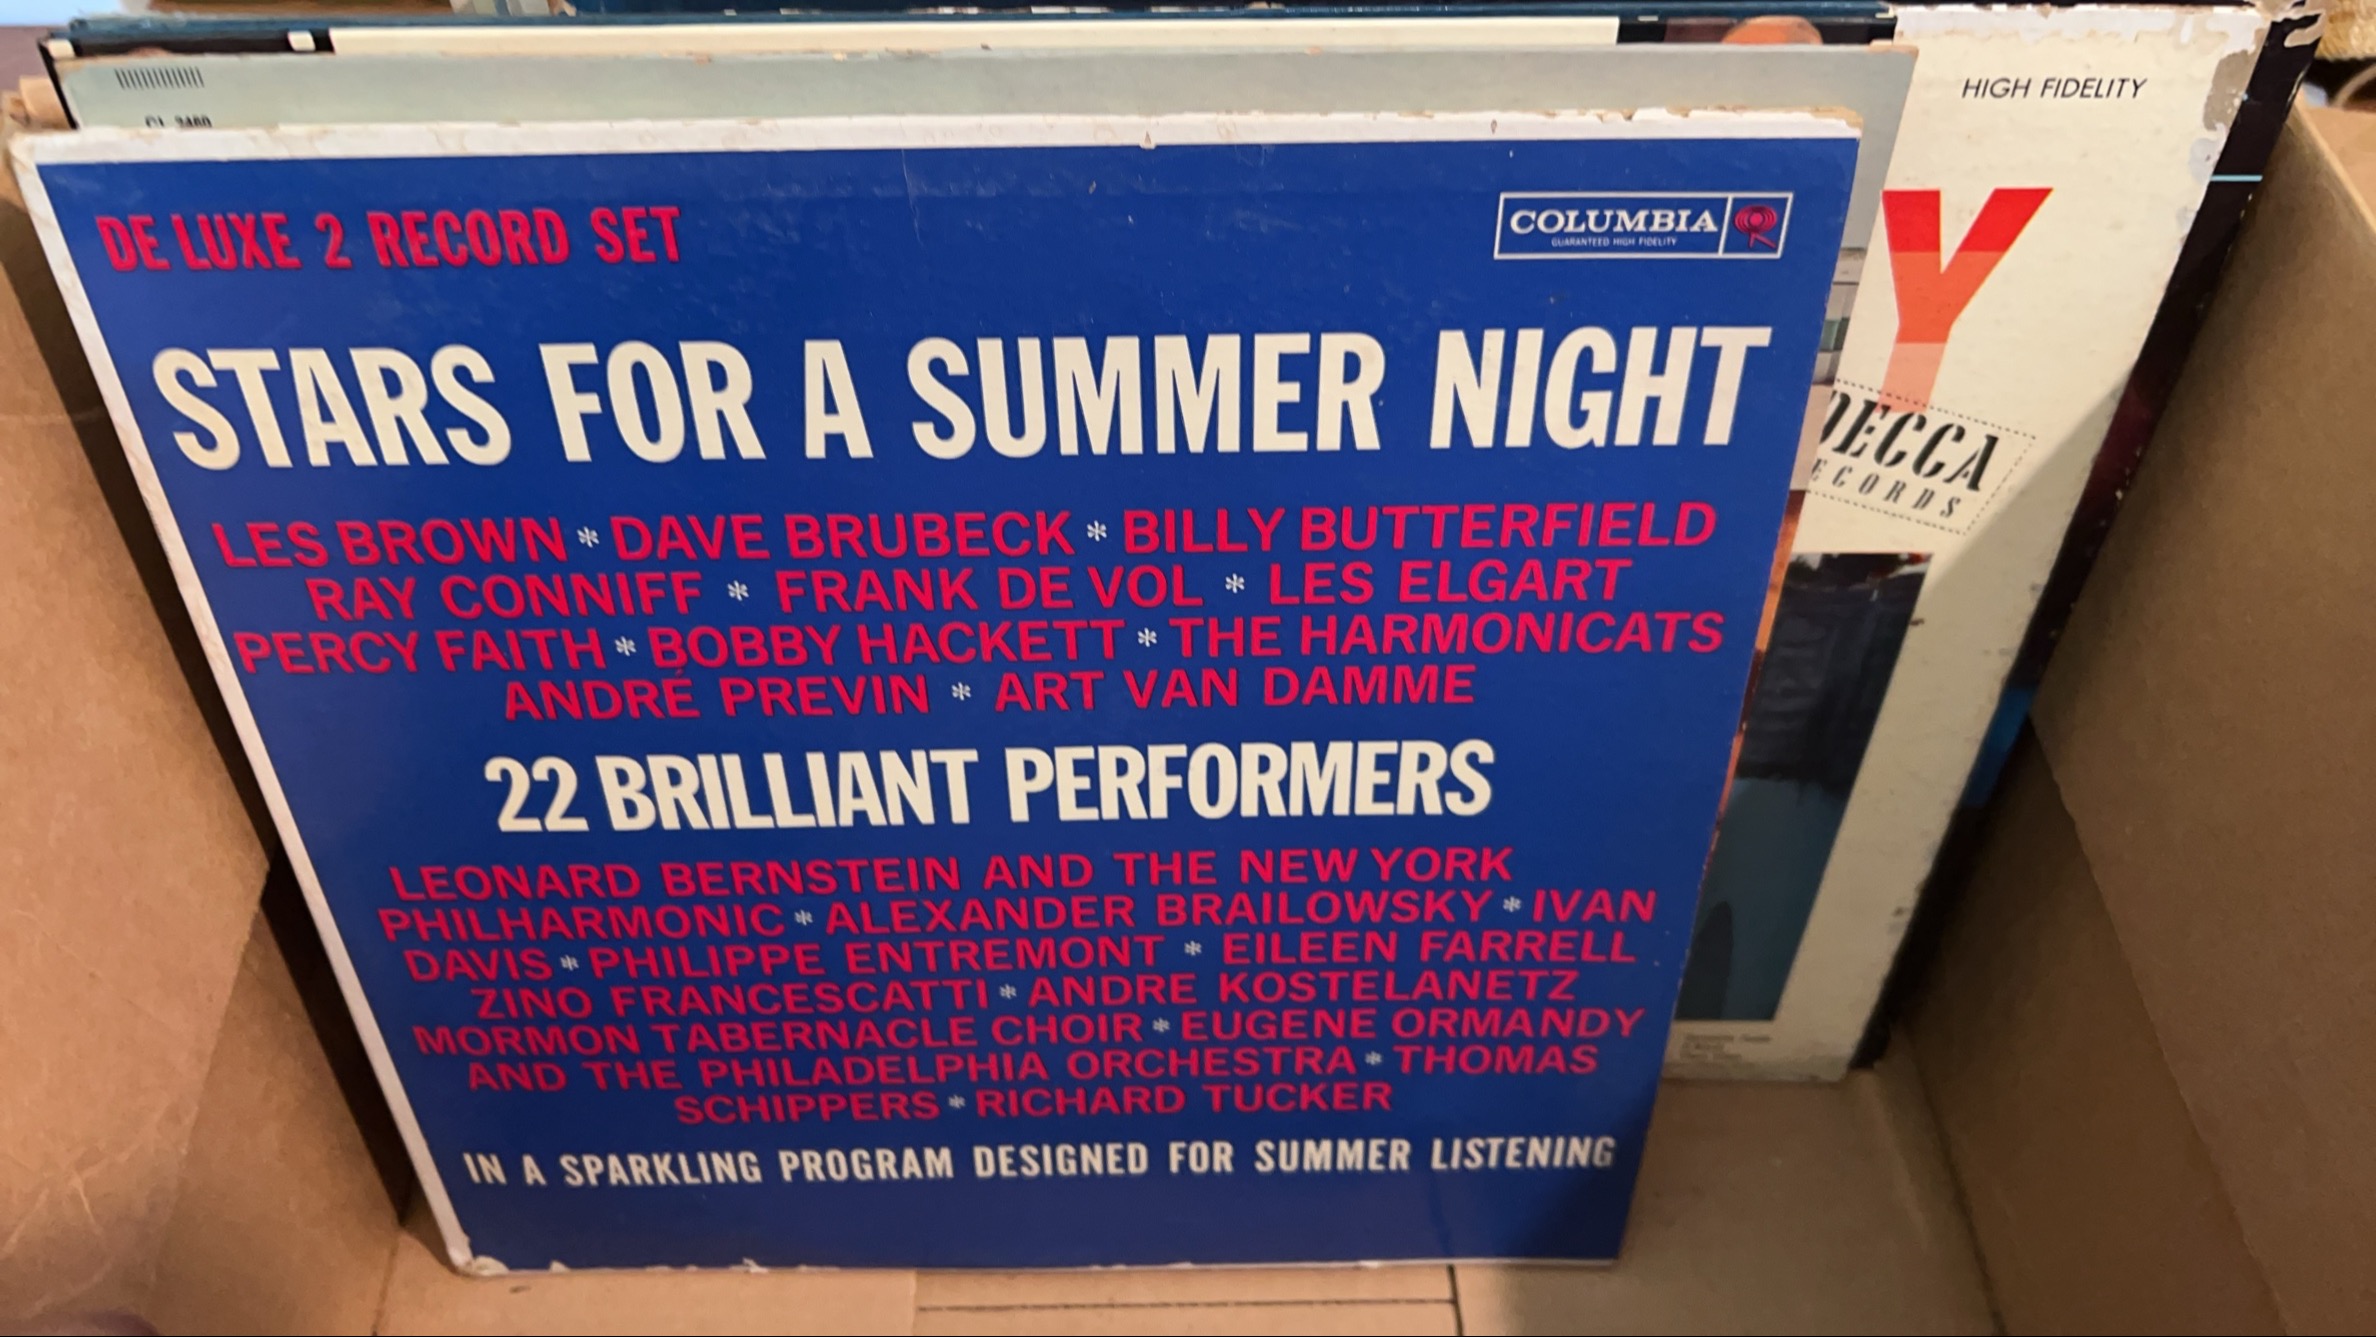 HIGH FIDELITY
DE LUXE 2 RECORD SET
COLUMBIA
GUARANTEED HIGH FIDELITY
STARS FOR A SUMMER NIGHT
LES BROWN * DAVE BRUBECK * BILLY BUTTERFIELD
RAY CONNIFF * FRANK DE VOL * LES ELGART
PERCY FAITH * BOBBY HACKETT * THE HARMONICATS
ANDRÉ PREVIN * ART VAN DAMME
22 BRILLIANT PERFORMERS
LEONARD BERNSTEIN AND THE NEW YORK
PHILHARMONIC * ALEXANDER BRAILOWSKY * IVAN
DAVIS * PHILIPPE ENTREMONT * EILEEN FARRELL
ZINO FRANCESCATTI * ANDRE KOSTELANETZ
MORMON TABERNACLE CHOIR * EUGENE ORMANDY
AND THE PHILADELPHIA ORCHESTRA * THOMAS
SCHIPPERS * RICHARD TUCKER
IN A SPARKLING PROGRAM DESIGNED FOR SUMMER LISTENING
Y
DECCA
ECORDS